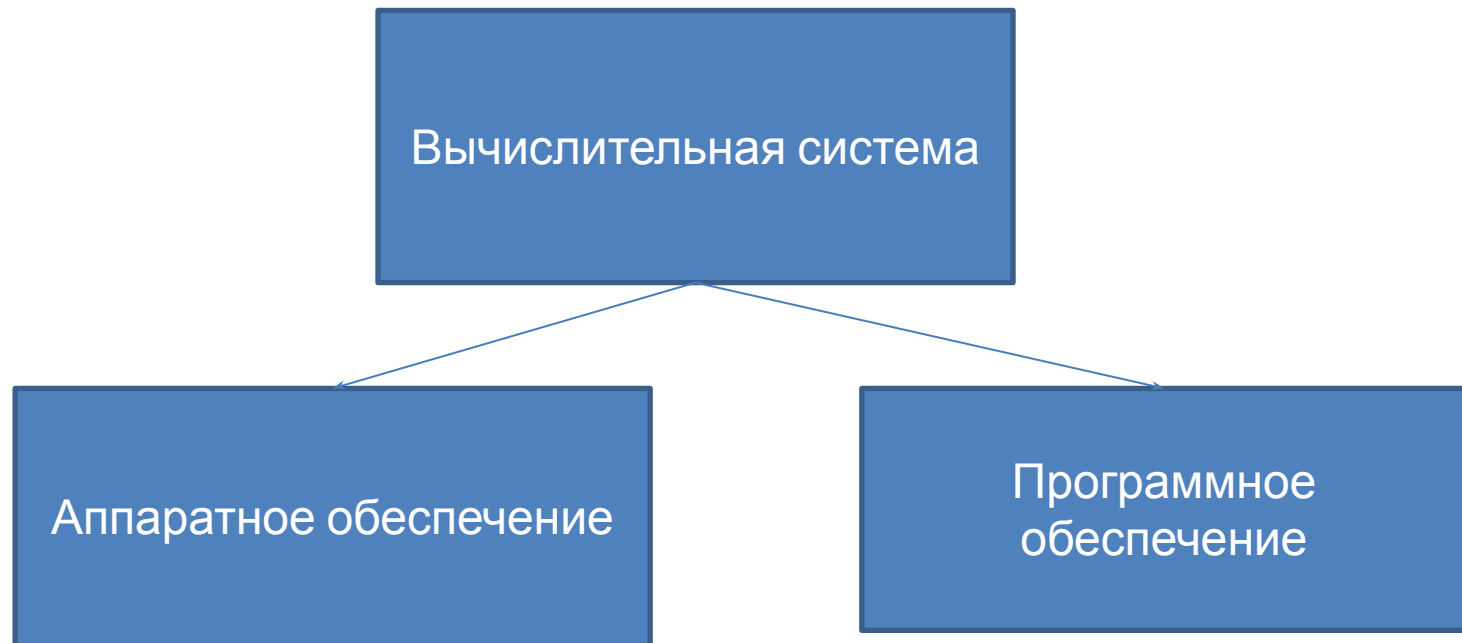 Вычислительная система
Аппаратное обеспечение
Программное
обеспечение